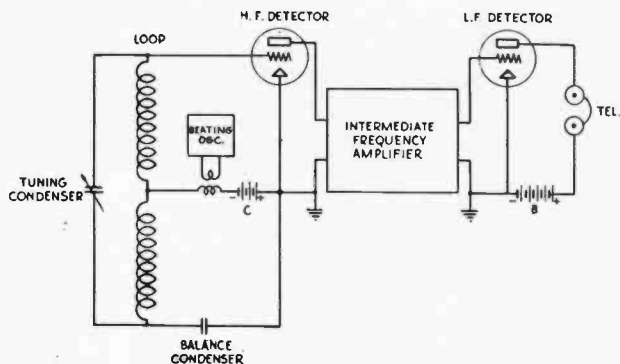 H.F. DETECTOR
L.F. DETECTOR
LOOP
BEATING
OSC.
TEL.
INTERMEDIATE
FREQUENCY
AMPLIFIER
TUNING
CONDENSER
- C +
- B +
BALANCE
CONDENSER